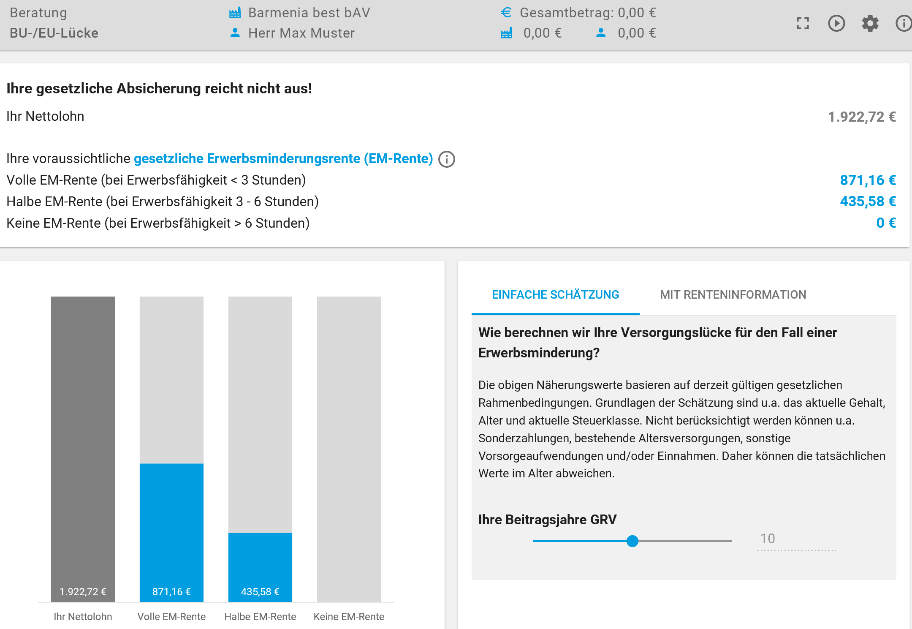 Beratung
BU-/EU-Lücke
Barmenia best bAV
Herr Max Muster
Gesamtbetrag: 0,00 €
0,00 € 0,00 €
Ihre gesetzliche Absicherung reicht nicht aus!
Ihr Nettolohn 1.922,72 €
Ihre voraussichtliche gesetzliche Erwerbsminderungsrente (EM-Rente)
Volle EM-Rente (bei Erwerbsfähigkeit < 3 Stunden) 871,16 €
Halbe EM-Rente (bei Erwerbsfähigkeit 3 - 6 Stunden) 435,58 €
Keine EM-Rente (bei Erwerbsfähigkeit > 6 Stunden) 0 €
1.922,72 € 871,16 € 435,58 €
Ihr Nettolohn Volle EM-Rente Halbe EM-Rente Keine EM-Rente
EINFACHE SCHÄTZUNG MIT RENTENINFORMATION
Wie berechnen wir Ihre Versorgungslücke für den Fall einer
Erwerbsminderung?
Die obigen Näherungswerte basieren auf derzeit gültigen gesetzlichen
Rahmenbedingungen. Grundlagen der Schätzung sind u.a. das aktuelle Gehalt,
Alter und aktuelle Steuerklasse. Nicht berücksichtigt werden können u.a.
Sonderzahlungen, bestehende Altersversorgungen, sonstige
Vorsorgeaufwendungen und/oder Einnahmen. Daher können die tatsächlichen
Werte im Alter abweichen.
Ihre Beitragsjahre GRV
10